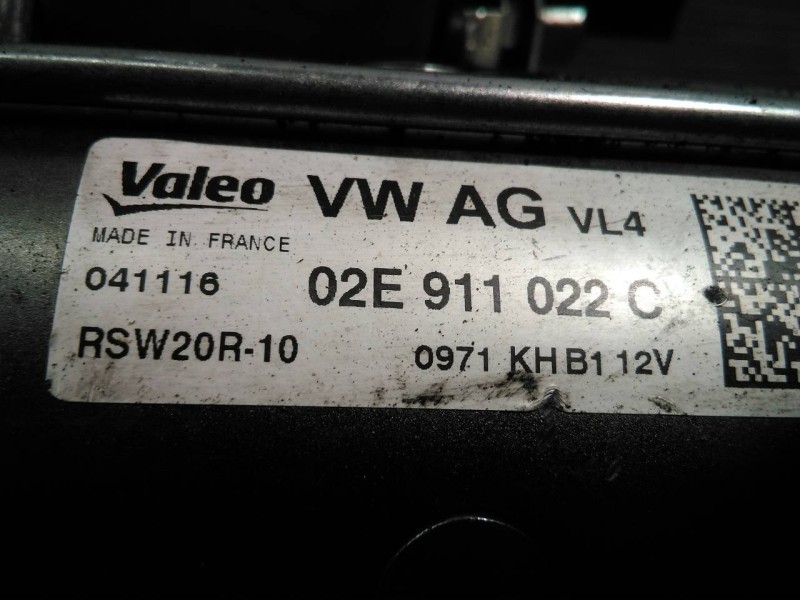 Valeo VW AG VL4
MADE IN FRANCE
041116 02E 911 022 C
RSW20R-10 0971 KH B1 12V